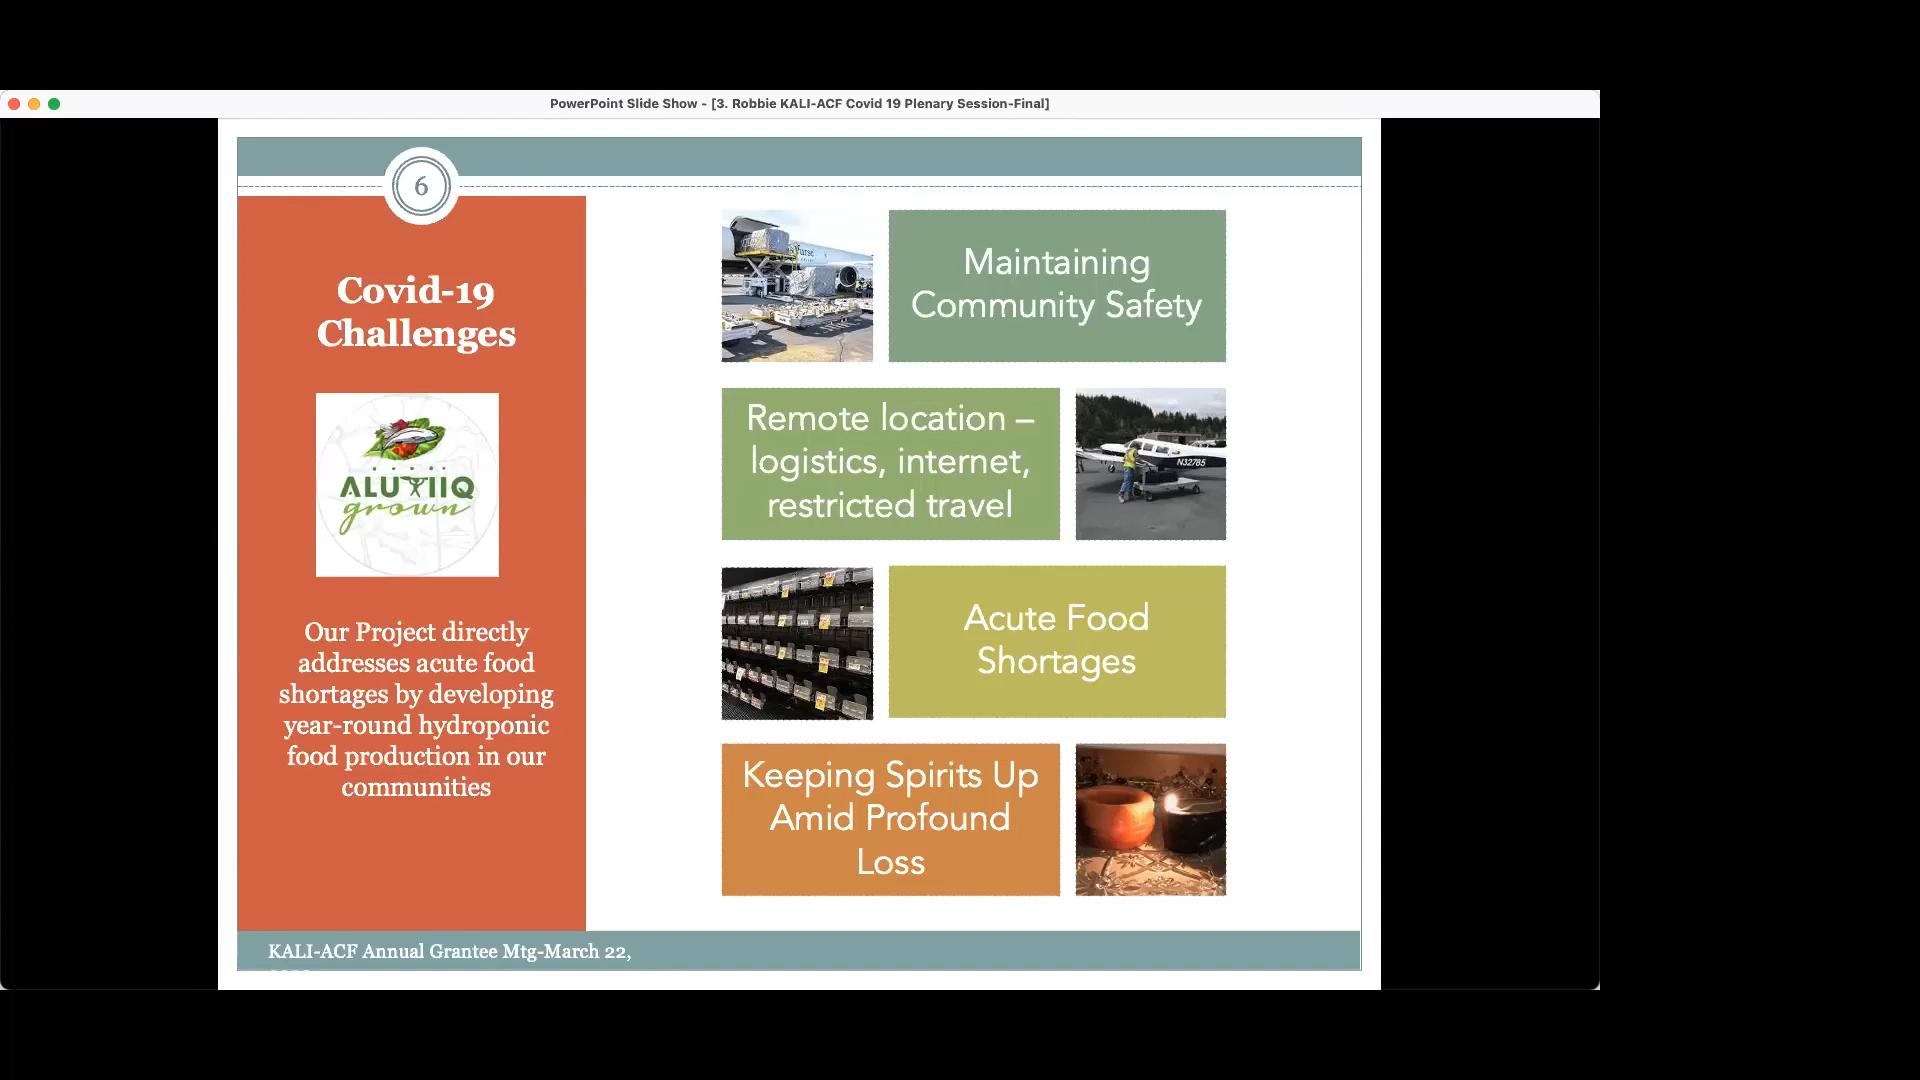 PowerPoint Slide Show - [3. Robbie KALI-ACF Covid 19 Plenary Session-Final]
6
Covid-19
Challenges
ALUTIIQ
grown
Our Project directly
addresses acute food
shortages by developing
year-round hydroponic
food production in our
communities
Maintaining
Community Safety
Remote location –
logistics, internet,
restricted travel
N32785
Acute Food
Shortages
Keeping Spirits Up
Amid Profound
Loss
KALI-ACF Annual Grantee Mtg-March 22,